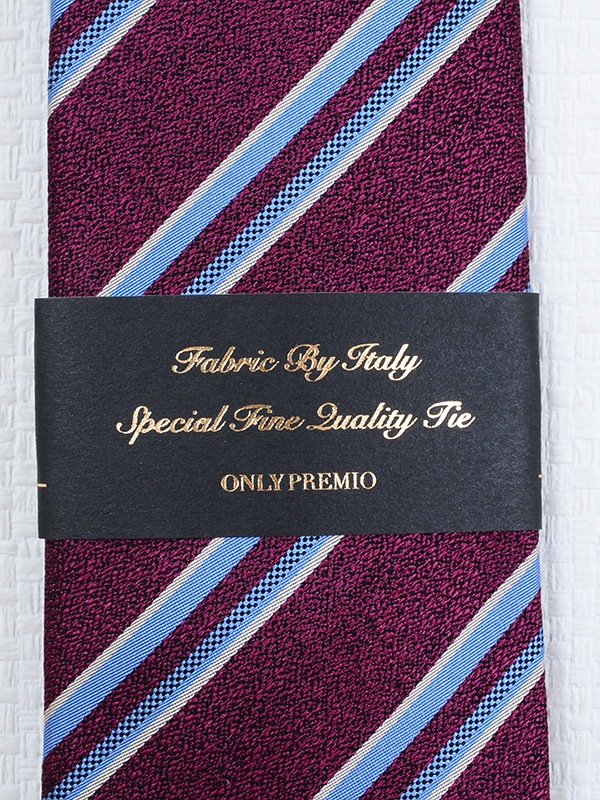 Fabric By Italy
Special Fine Quality Tie
ONLY PREMIO